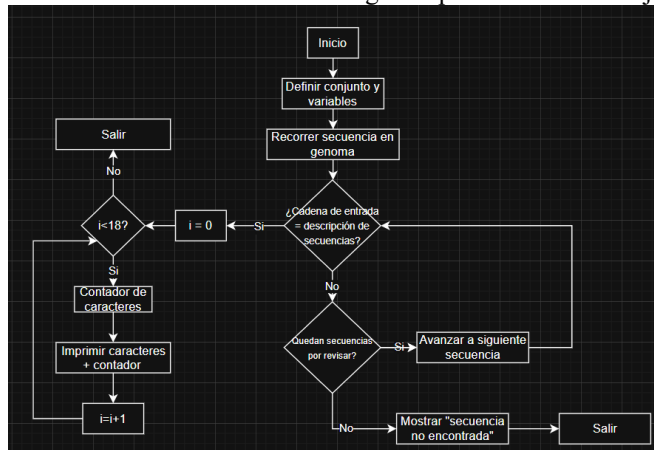 Inicio
Definir conjunto y
variables
Recorrer secuencia en
genoma
¿Cadena de entrada
= descripción de
secuencias?
Si
i = 0
i<18?
No
Salir
Si
Contador de
caracteres
Imprimir caracteres
+ contador
i=i+1
No
Quedan secuencias
por revisar?
Si
Avanzar a siguiente
secuencia
No
Mostrar "secuencia
no encontrada"
Salir